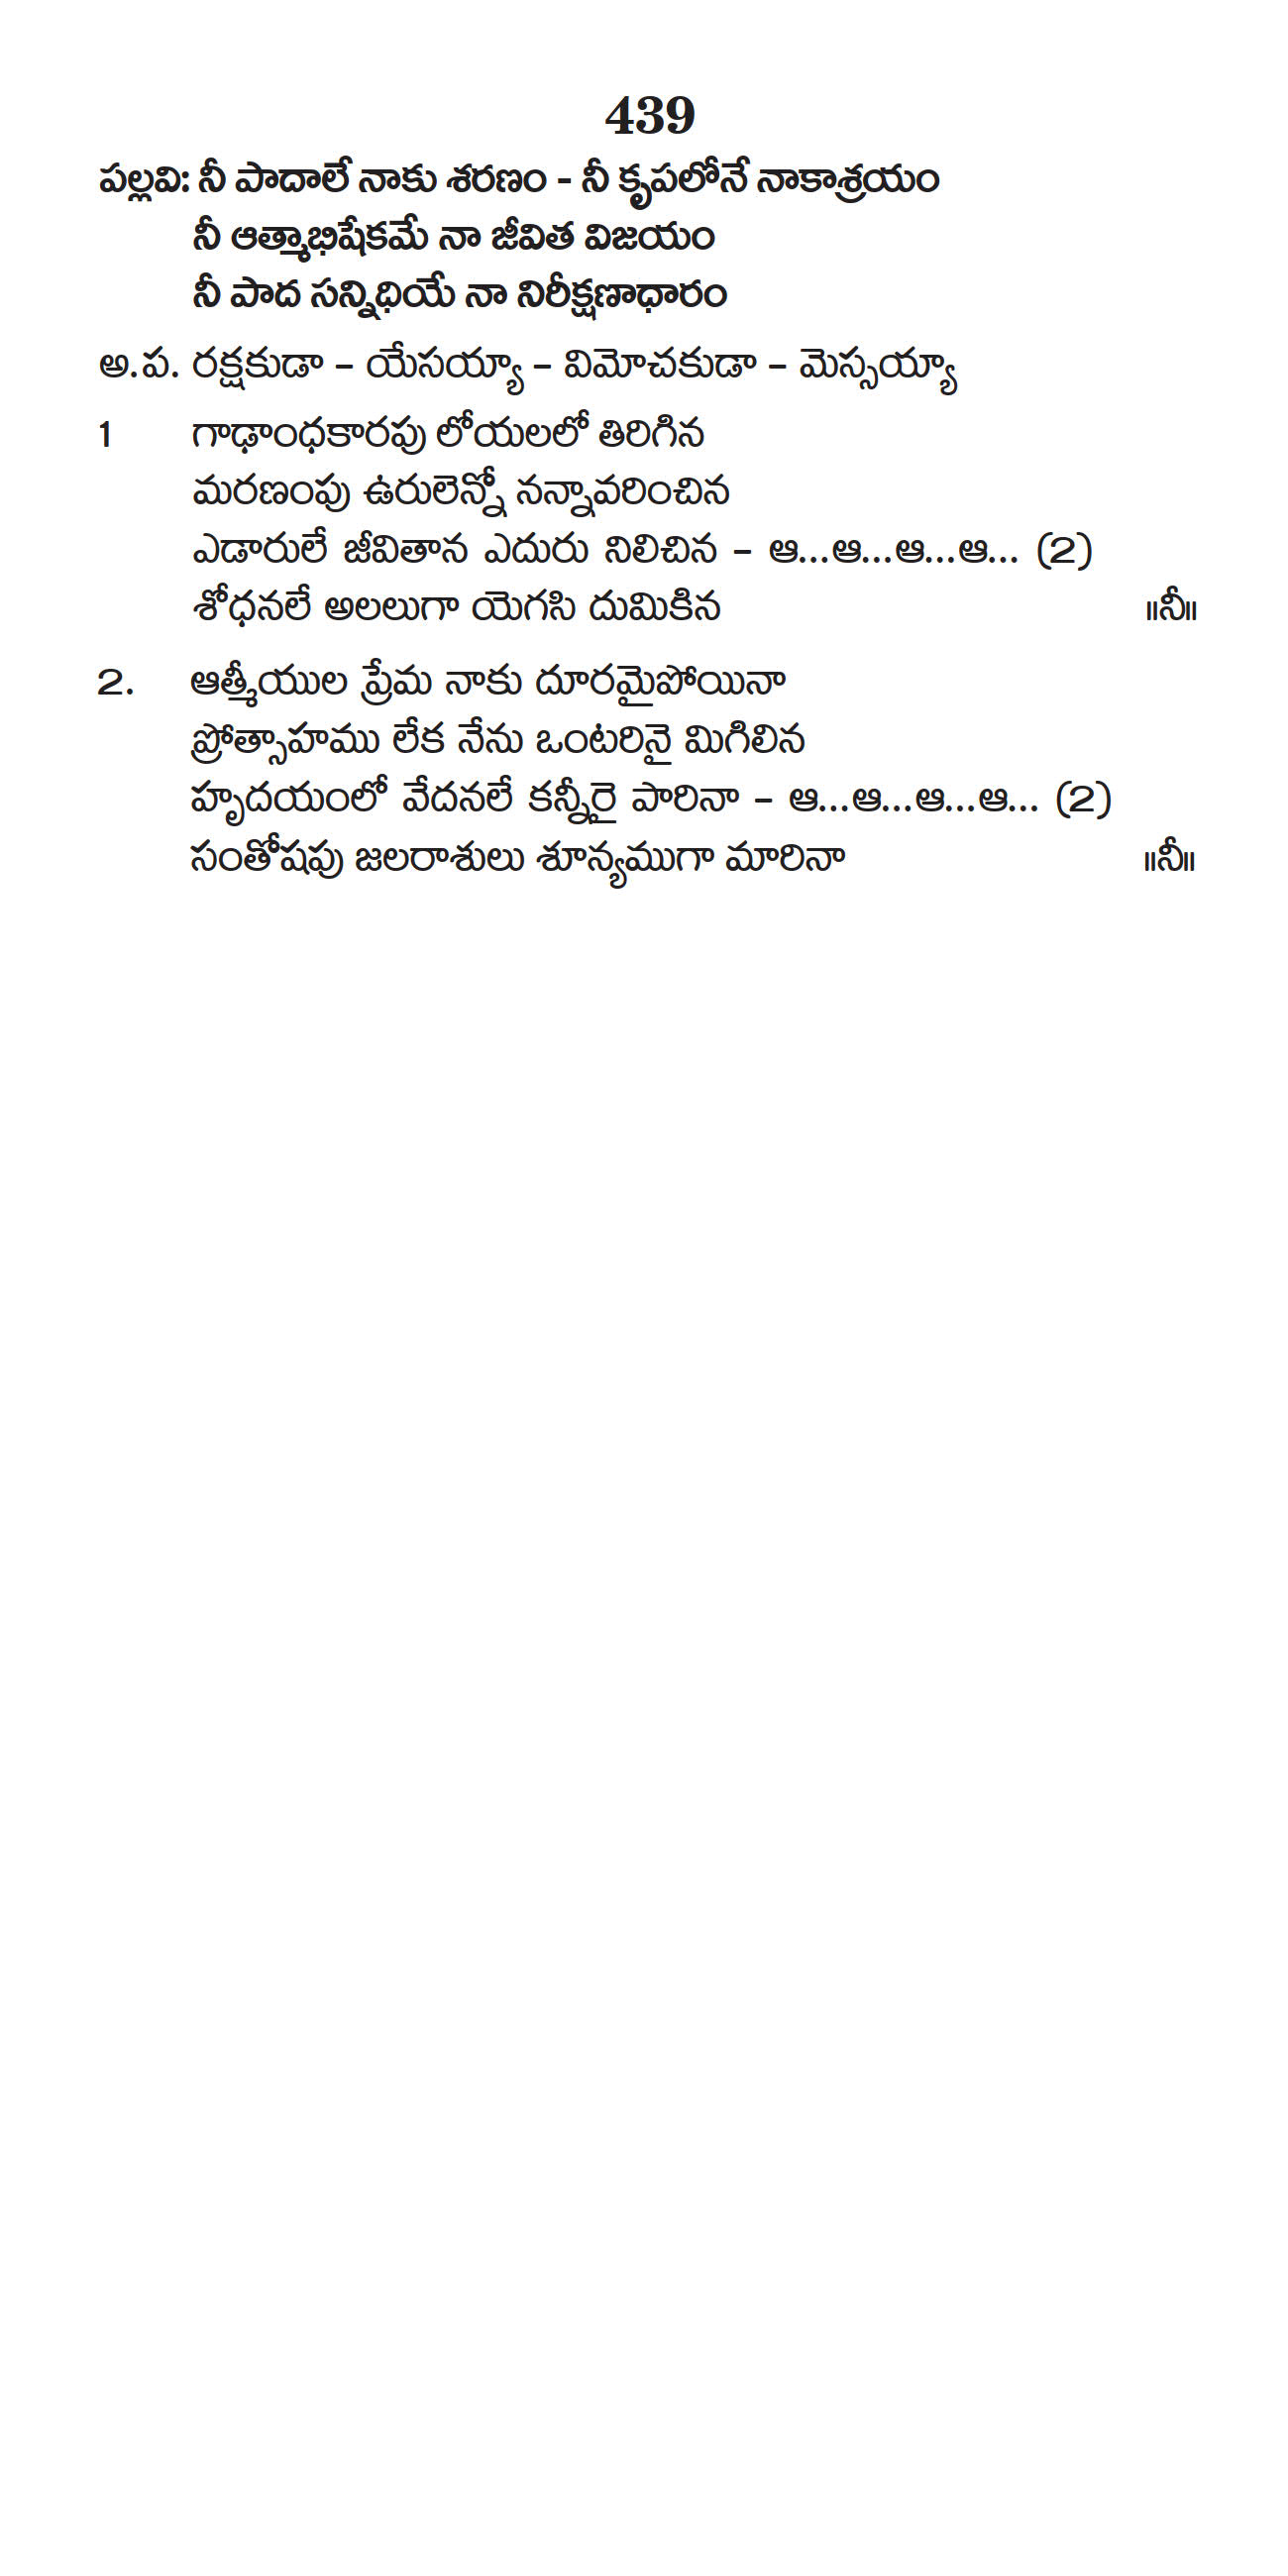 439
పల్లవి: నీ పాదాలే నాకు శరణం - నీ కృపలోనే నాకాశ్రయం
నీ ఆత్మాభిషేకమే నా జీవిత విజయం
నీ పాద సన్నిధియే నా నిరీక్షణాధారం
అ.ప. రక్షకుడా – యేసయ్యా – విమోచకుడా – మెస్సయ్యా
1 గాఢాంధకారపు లోయలలో తిరిగిన
మరణంపు ఉరులెన్నో నన్నావరించిన
ఎడారులే జీవితాన ఎదురు నిలిచిన – ఆ...ఆ...ఆ...ఆ... (2)
శోధనలే అలలుగా యెగసి దుమికిన ॥నీ॥
2. ఆత్మీయుల ప్రేమ నాకు దూరమైపోయినా
ప్రోత్సాహము లేక నేను ఒంటరినై మిగిలిన
హృదయంలో వేదనలే కన్నీరై పారినా – ఆ...ఆ...ఆ...ఆ... (2)
సంతోషపు జలరాశులు శూన్యముగా మారినా ॥నీ॥